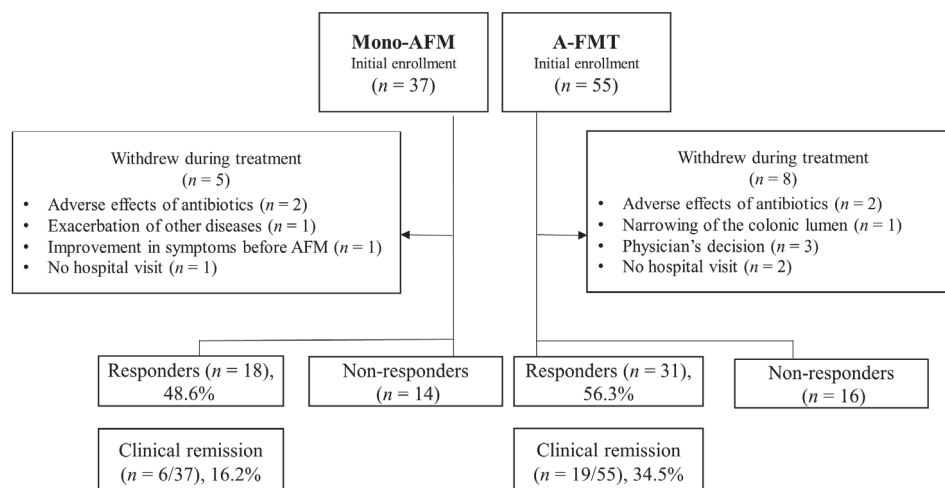 Mono-AFM
Initial enrollment
(n = 37)
A-FMT
Initial enrollment
(n = 55)
Withdrew during treatment
(n = 5)
• Adverse effects of antibiotics (n = 2)
• Exacerbation of other diseases (n = 1)
• Improvement in symptoms before AFM (n = 1)
• No hospital visit (n = 1)
Withdrew during treatment
(n = 8)
• Adverse effects of antibiotics (n = 2)
• Narrowing of the colonic lumen (n = 1)
• Physician's decision (n = 3)
• No hospital visit (n = 2)
Responders (n = 18),
48.6%
Non-responders
(n = 14)
Responders (n = 31),
56.3%
Non-responders
(n = 16)
Clinical remission
(n = 6/37), 16.2%
Clinical remission
(n = 19/55), 34.5%